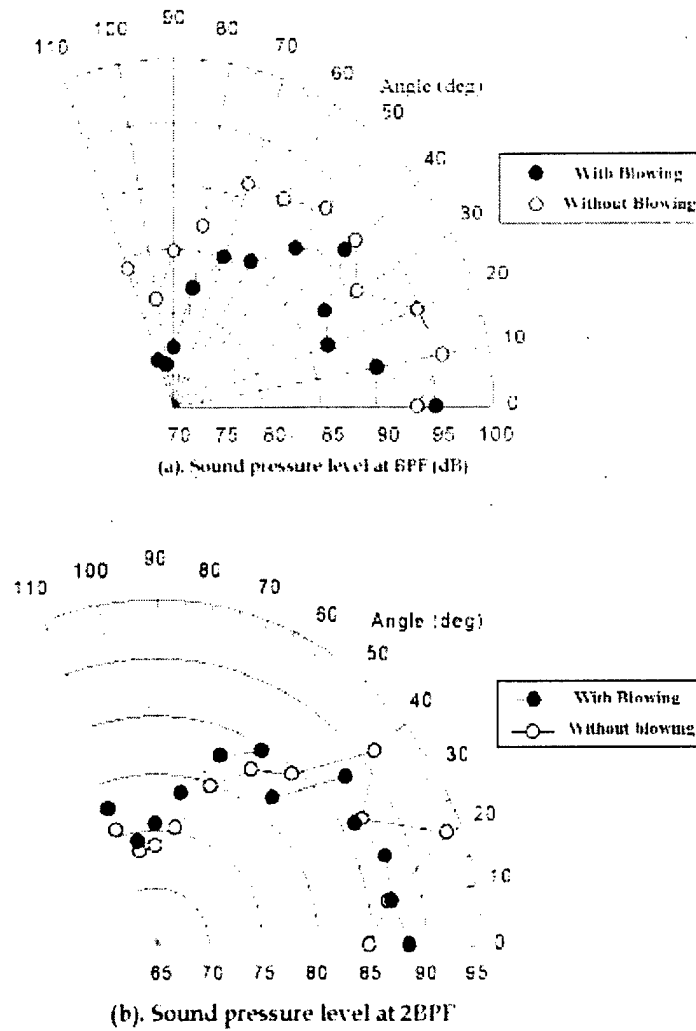 90
100 80
110 70
60
Angle (deg)
50
40
30
20
10
0
With Blowing
Without Blowing
70 75 80 85 90 95 100
(a). Sound pressure level at BPF (dB)
90
100 80
110 70
60
Angle (deg)
50
40
30
20
10
0
With Blowing
Without blowing
65 70 75 80 85 90 95
(b). Sound pressure level at 2BPF